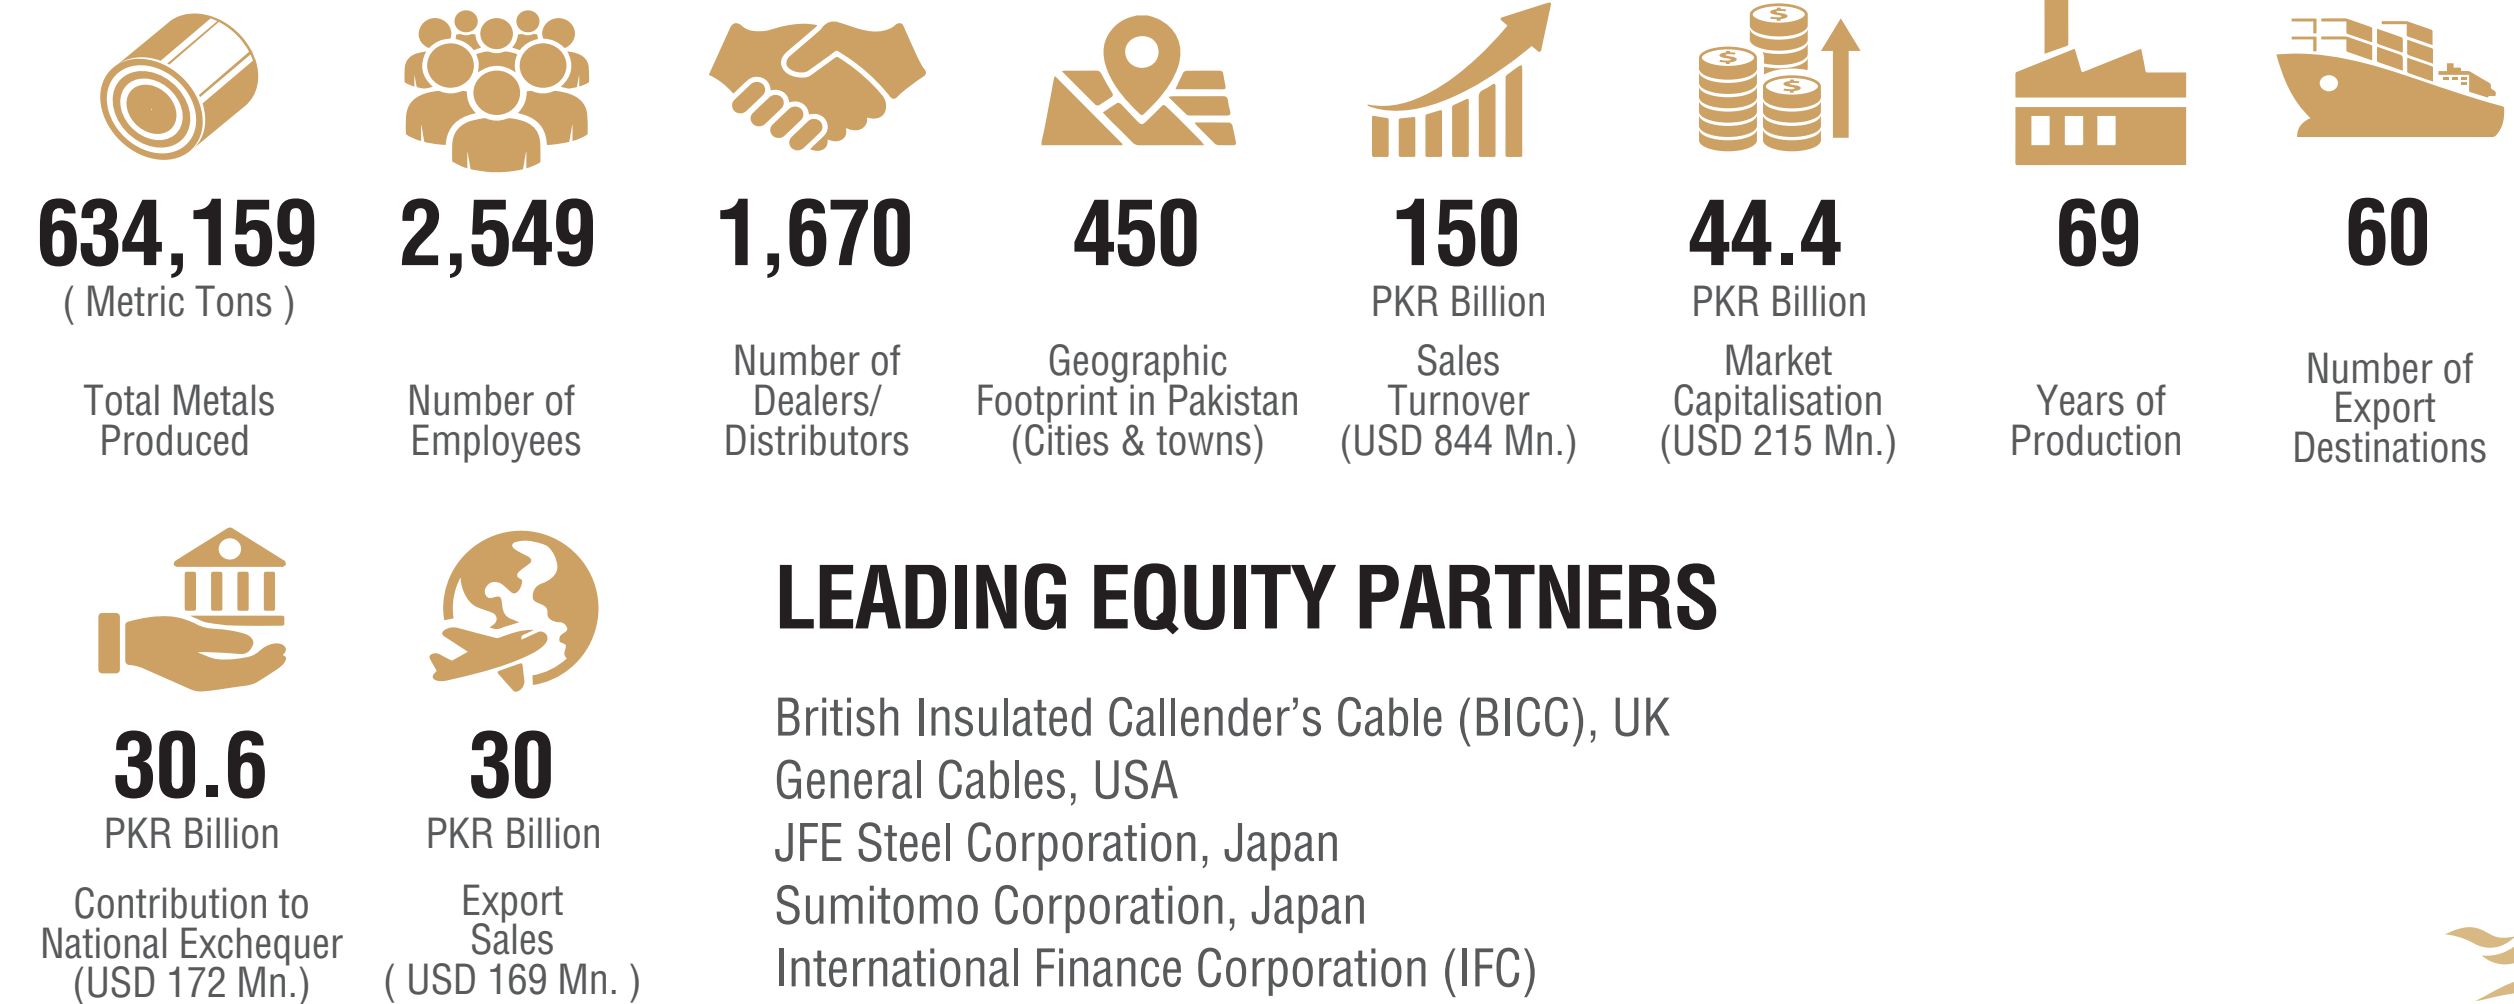 634,159
( Metric Tons )
Total Metals
Produced
2,549
Number of
Employees
1,670
Number of
Dealers/
Distributors
450
Geographic
Footprint in Pakistan
(Cities & towns)
150
PKR Billion
Sales
Turnover
(USD 844 Mn.)
44.4
PKR Billion
Market
Capitalisation
(USD 215 Mn.)
69
Years of
Production
60
Number of
Export
Destinations
30.6
PKR Billion
Contribution to
National Exchequer
(USD 172 Mn.)
30
PKR Billion
Export
Sales
( USD 169 Mn. )
LEADING EQUITY PARTNERS
British Insulated Callender’s Cable (BICC), UK
General Cables, USA
JFE Steel Corporation, Japan
Sumitomo Corporation, Japan
International Finance Corporation (IFC)